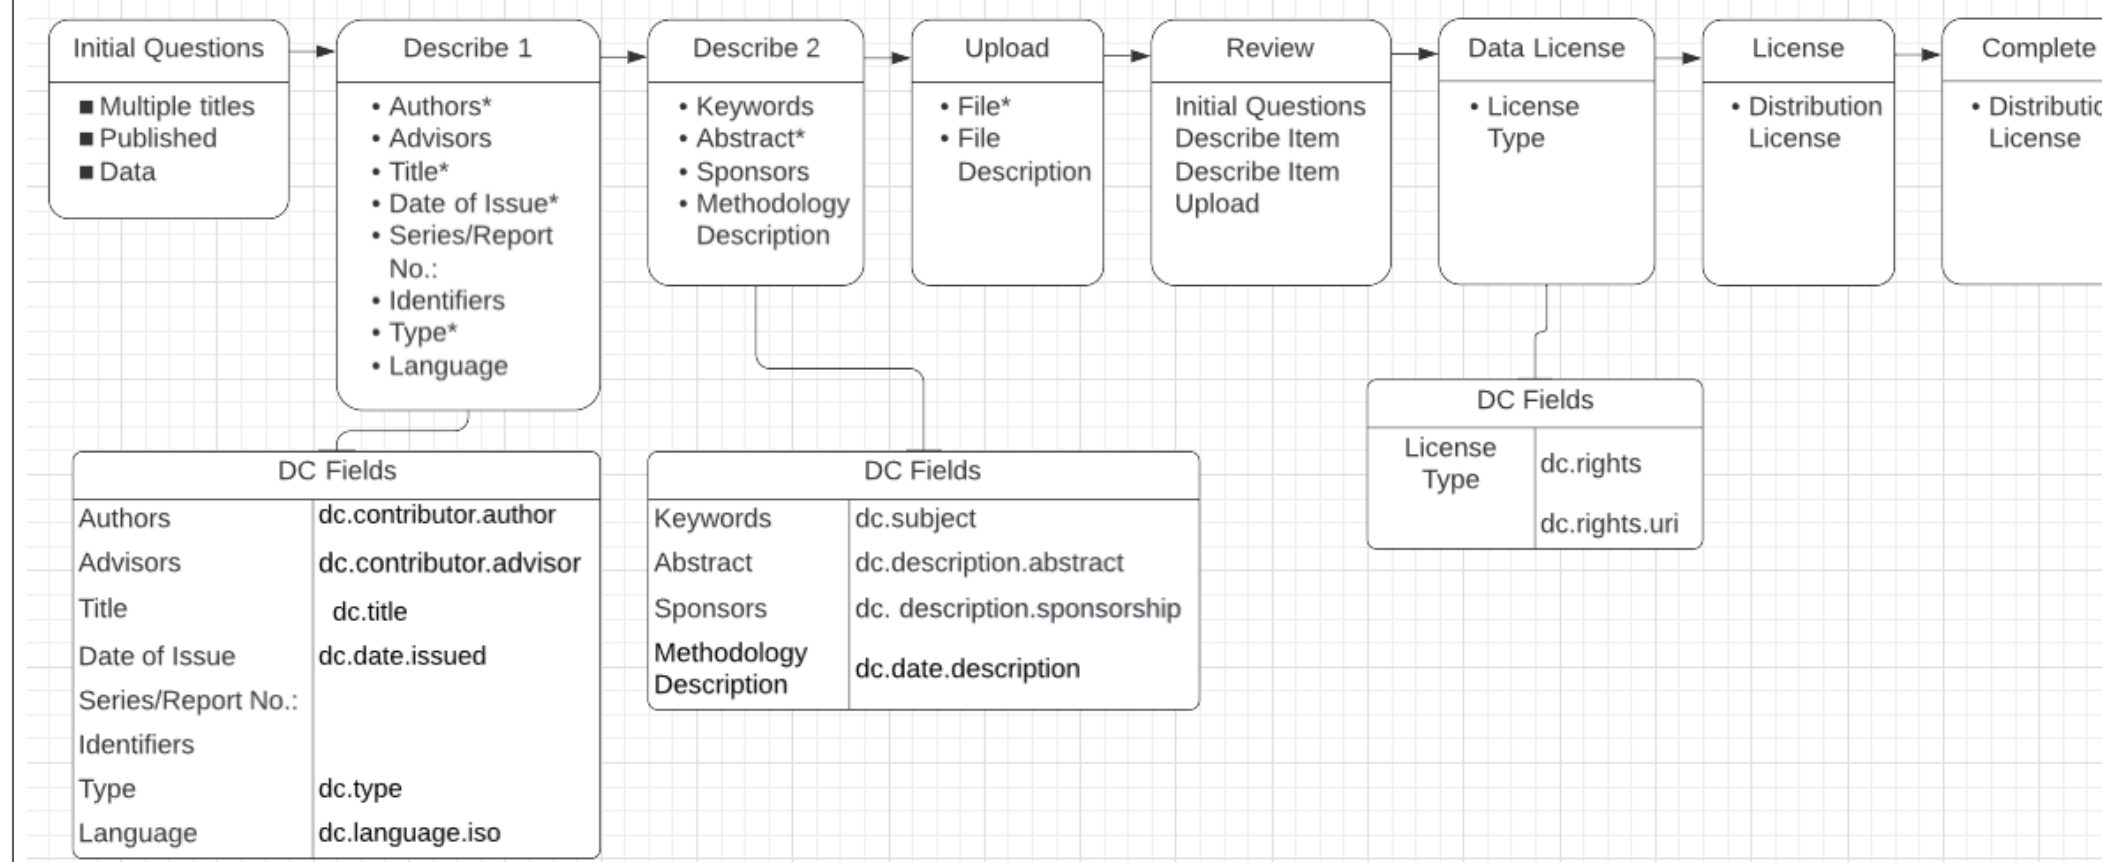 Initial Questions
■ Multiple titles
■ Published
■ Data
Describe 1
• Authors*
• Advisors
• Title*
• Date of Issue*
• Series/Report
No.:
• Identifiers
• Type*
• Language
Describe 2
• Keywords
• Abstract*
• Sponsors
• Methodology
Description
Upload
• File*
• File
Description
Review
Initial Questions
Describe Item
Describe Item
Upload
Data License
• License
Type
License
• Distribution
License
Complete
• Distributic
License
DC Fields
Authors dc.contributor.author
Advisors dc.contributor.advisor
Title dc.title
Date of Issue dc.date.issued
Series/Report No.:
Identifiers
Type dc.type
Language dc.language.iso
DC Fields
Keywords dc.subject
Abstract dc.description.abstract
Sponsors dc. description.sponsorship
Methodology
Description
dc.date.description
DC Fields
License
Type
dc.rights
dc.rights.uri